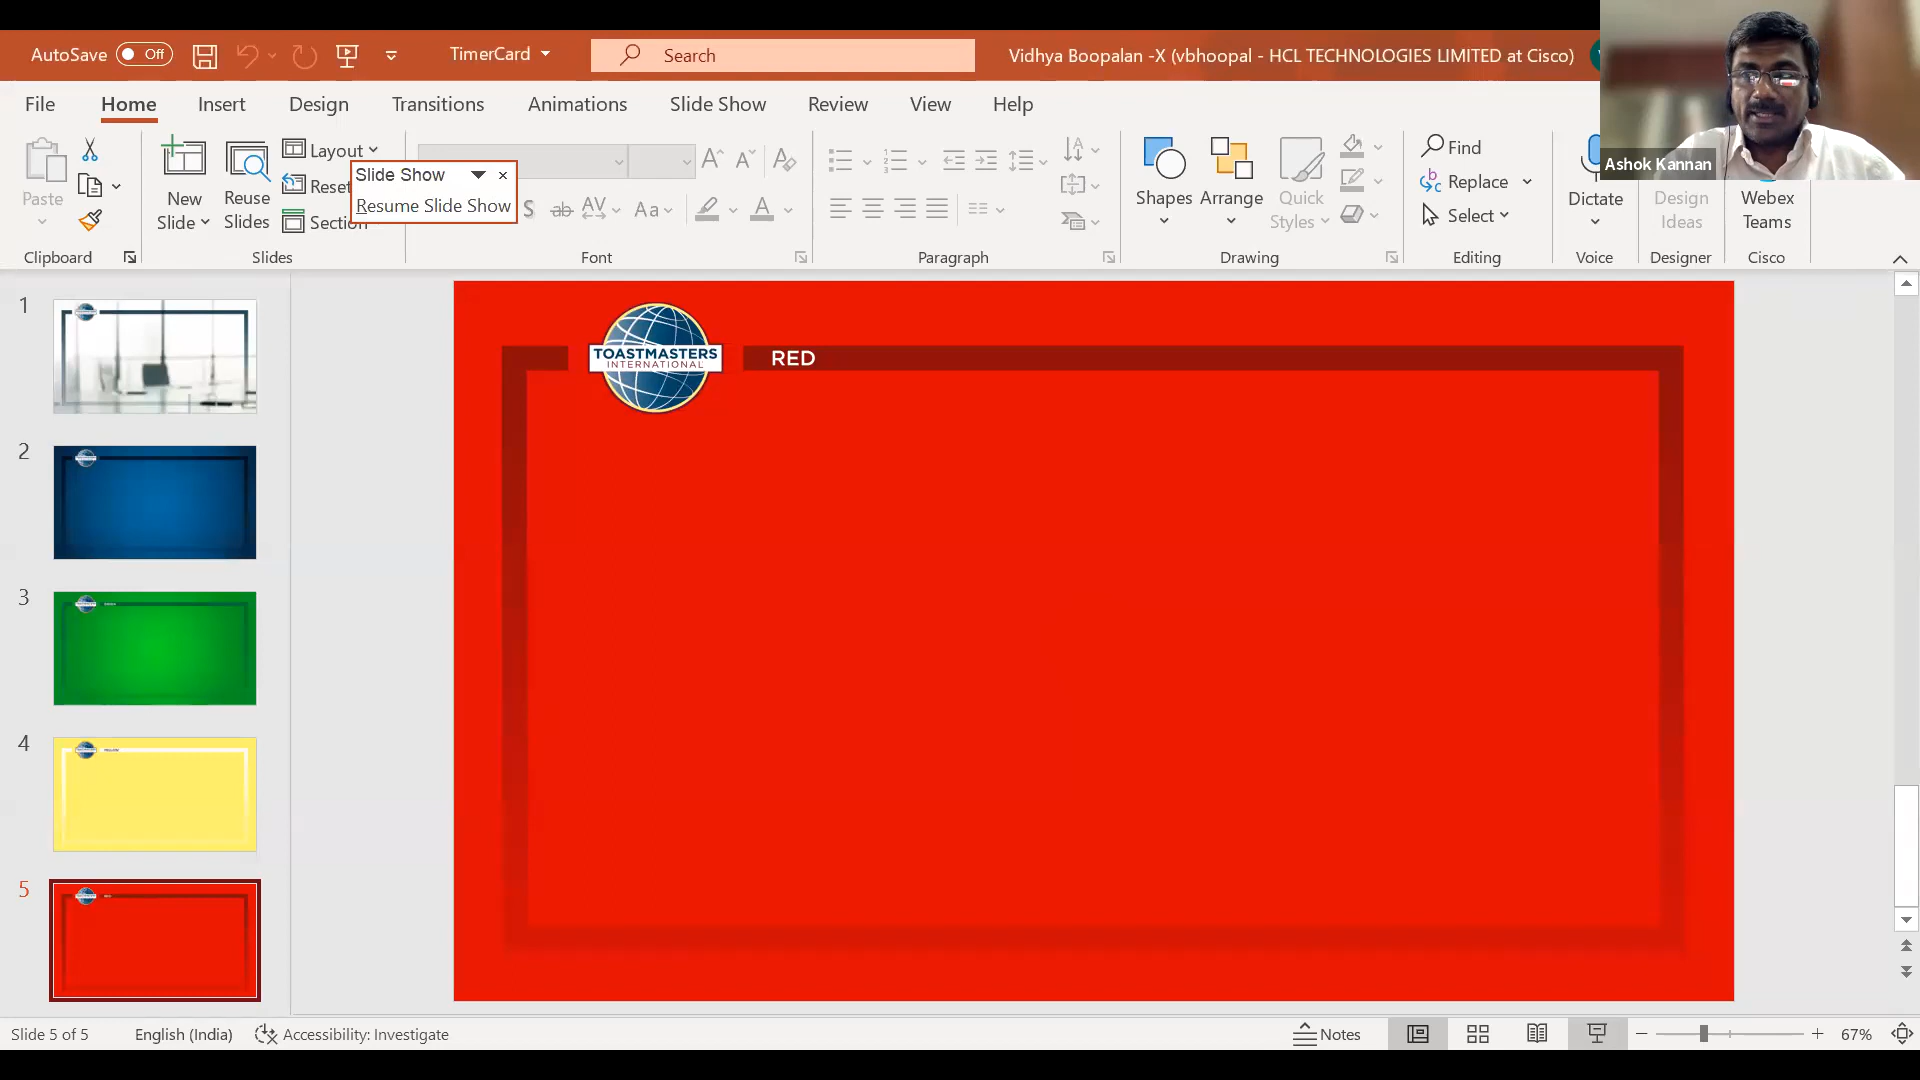 AutoSave Off TimerCard Search Vidhya Boopalan -X (vbhoopal - HCL TECHNOLOGIES LIMITED at Cisco)
File Home Insert Design Transitions Animations Slide Show Review View Help
Paste
Clipboard
New Slide
Reuse Slides
Layout
Reset
Section
Slides
Slide Show
Resume Slide Show
Font
Paragraph
Shapes
Arrange
Quick Styles
Drawing
Find
Replace
Select
Editing
Dictate
Voice
Design Ideas
Designer
Webex Teams
Cisco
Ashok Kannan
1
2
3
4
5
TOASTMASTERS
INTERNATIONAL
RED
Slide 5 of 5 English (India) Accessibility: Investigate Notes 67%